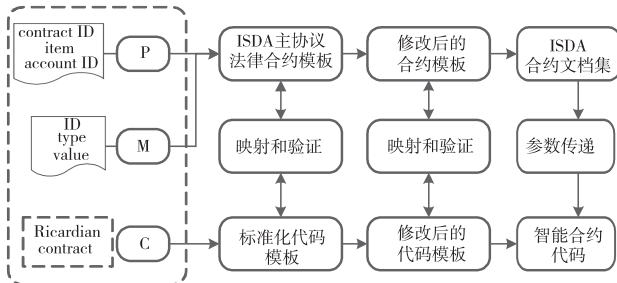 contract ID
item
account ID
P
ISDA主协议
法律合约模板
修改后的
合约模板
ISDA
合约文档集
ID
type
value
M
映射和验证
映射和验证
参数传递
Ricardian
contract
C
标准化代码
模板
修改后的
代码模板
智能合约
代码